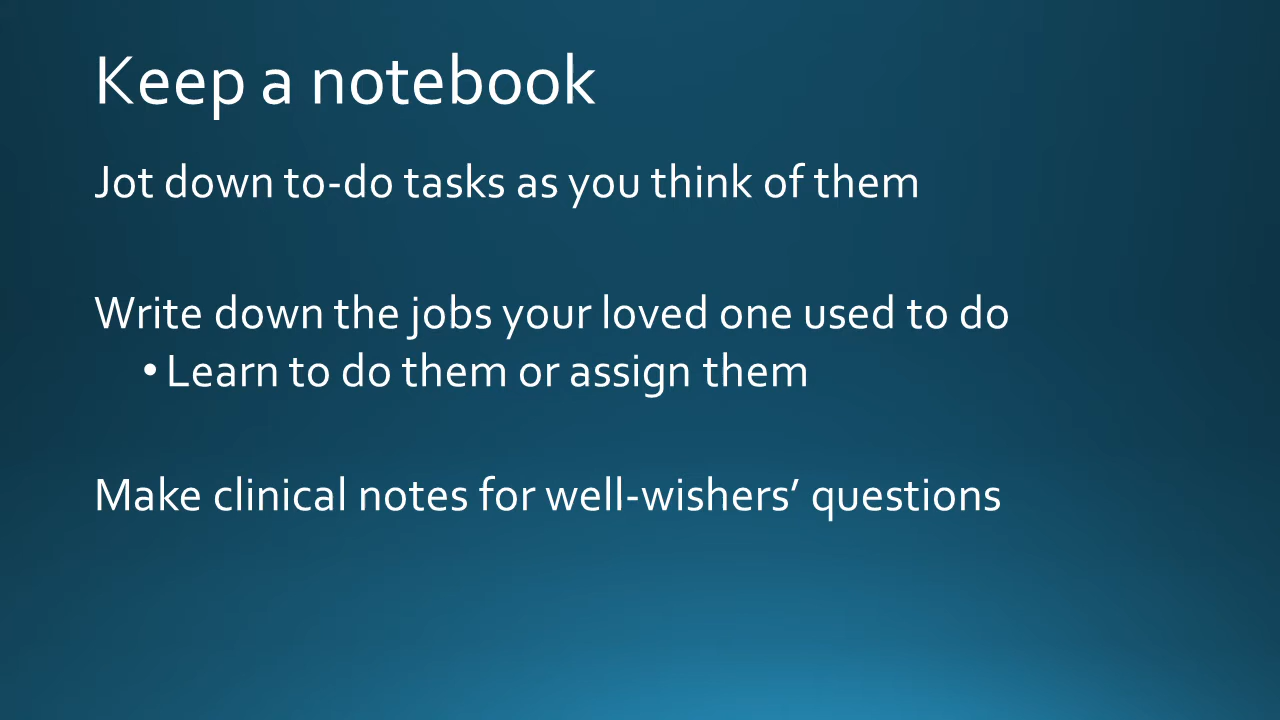 Keep a notebook
Jot down to-do tasks as you think of them
Write down the jobs your loved one used to do
• Learn to do them or assign them
Make clinical notes for well-wishers’ questions